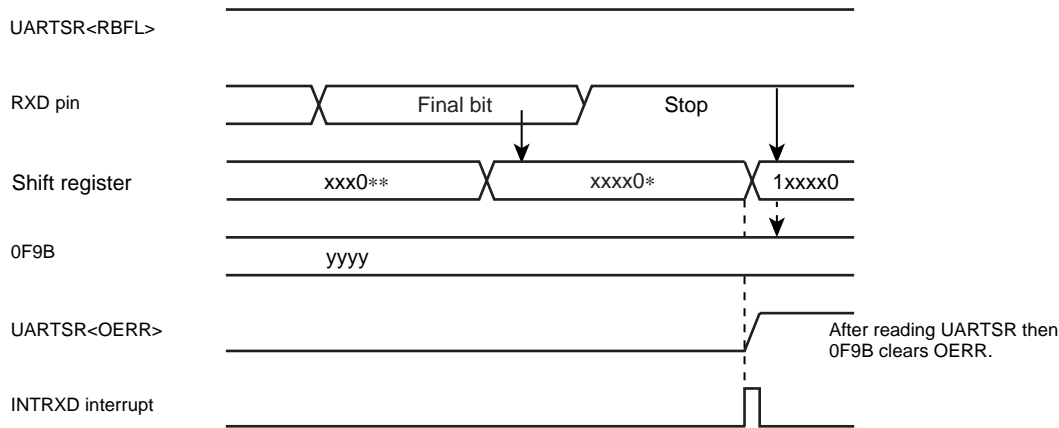 UARTSR<RBFL>
RXD pin
Final bit
Stop
Shift register
xxx0**
xxxx0*
1xxxx0
0F9B
yyyy
UARTSR<OERR>
After reading UARTSR then
0F9B clears OERR.
INTRXD interrupt